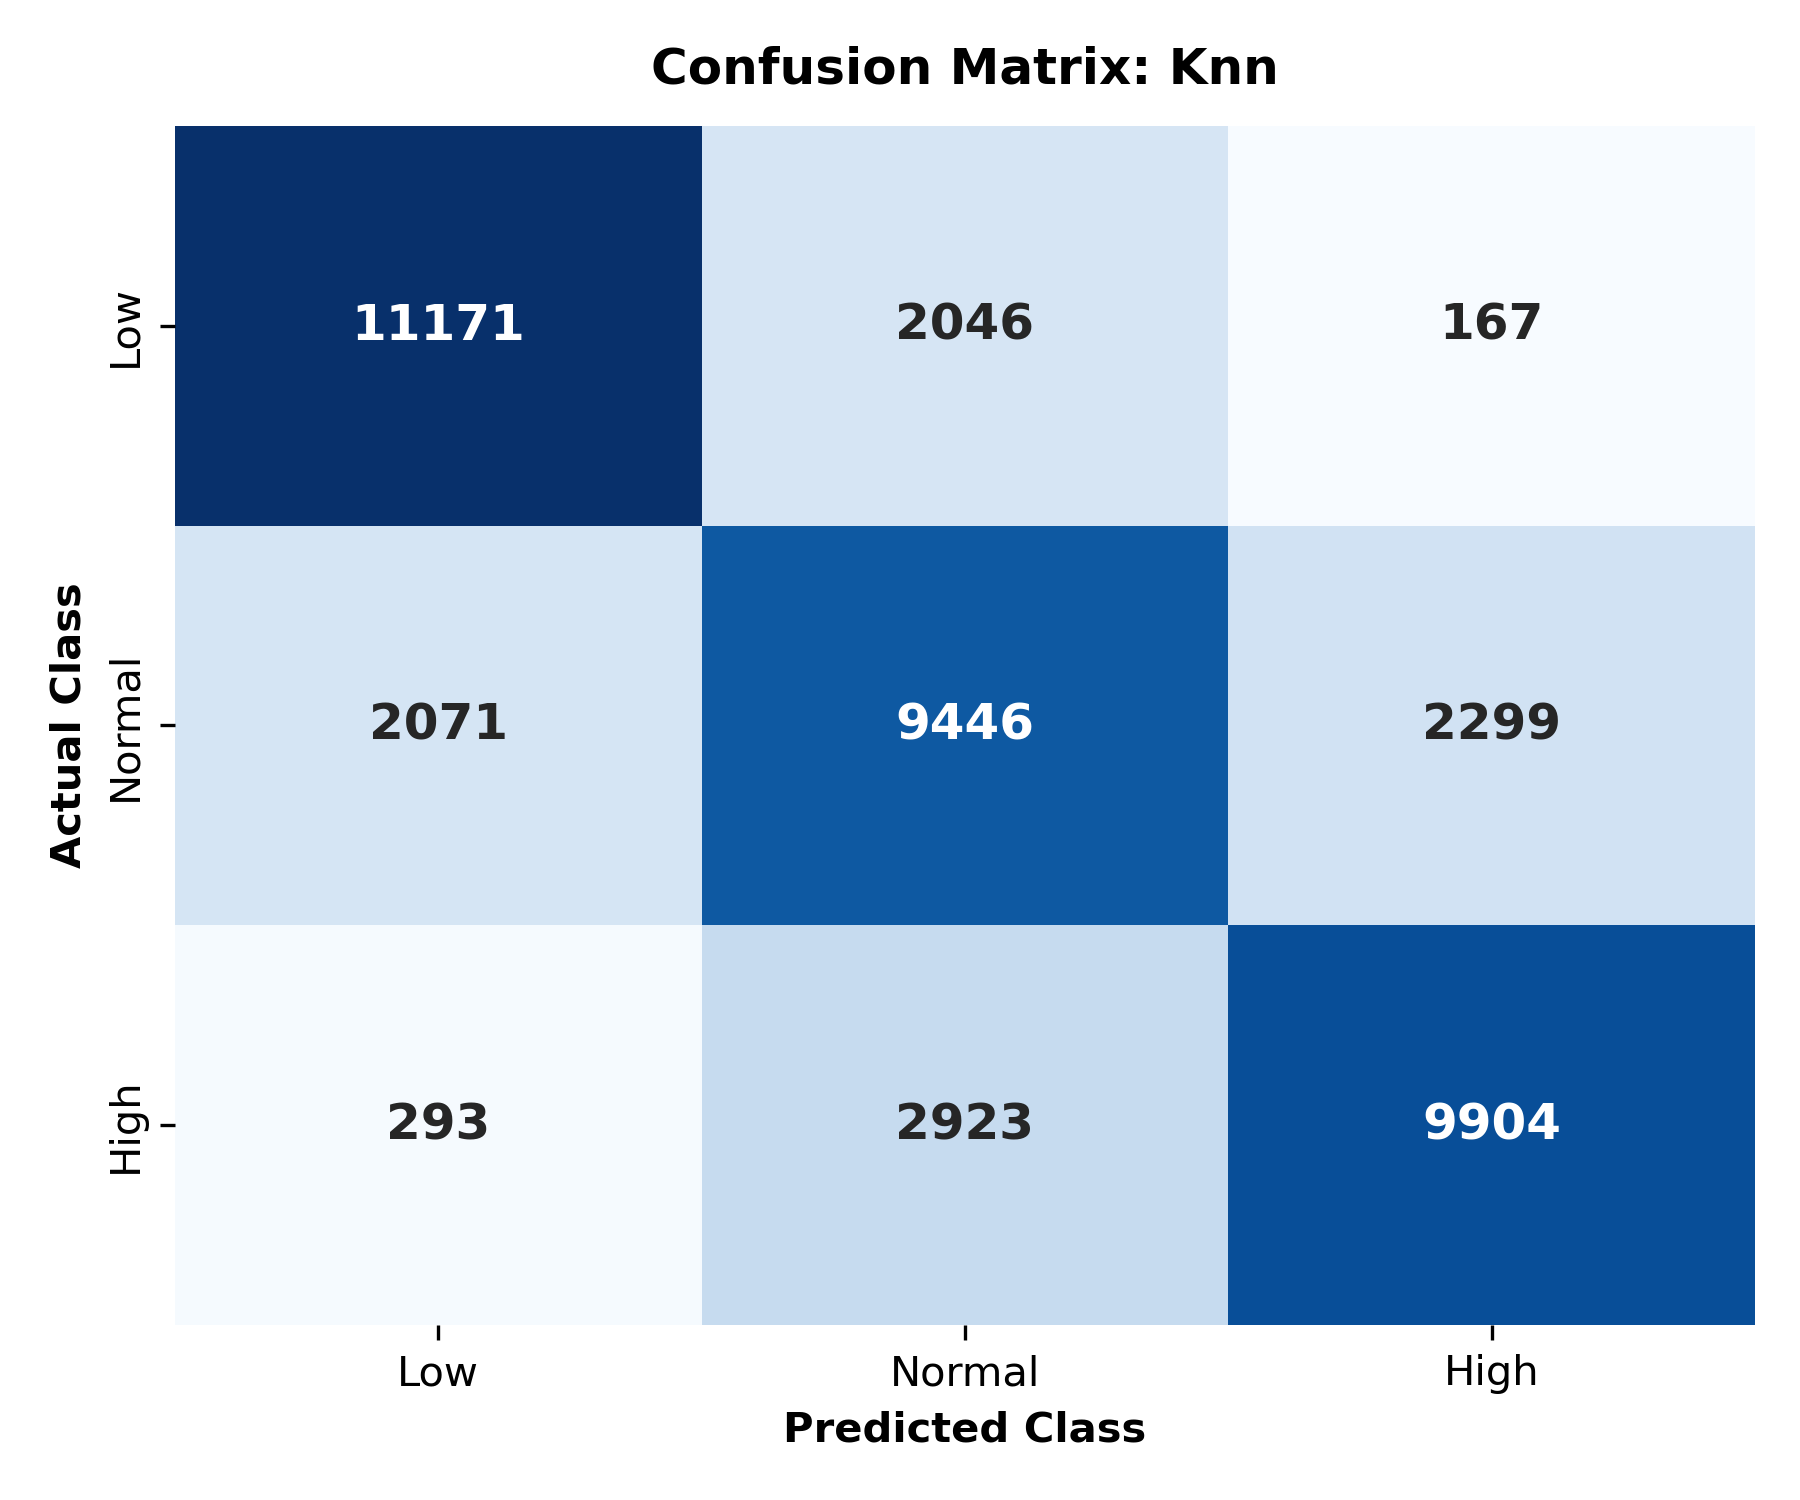 Confusion Matrix: Knn
Actual Class
Low
11171 2046 167
Normal
2071 9446 2299
High
293 2923 9904
Low Normal High
Predicted Class